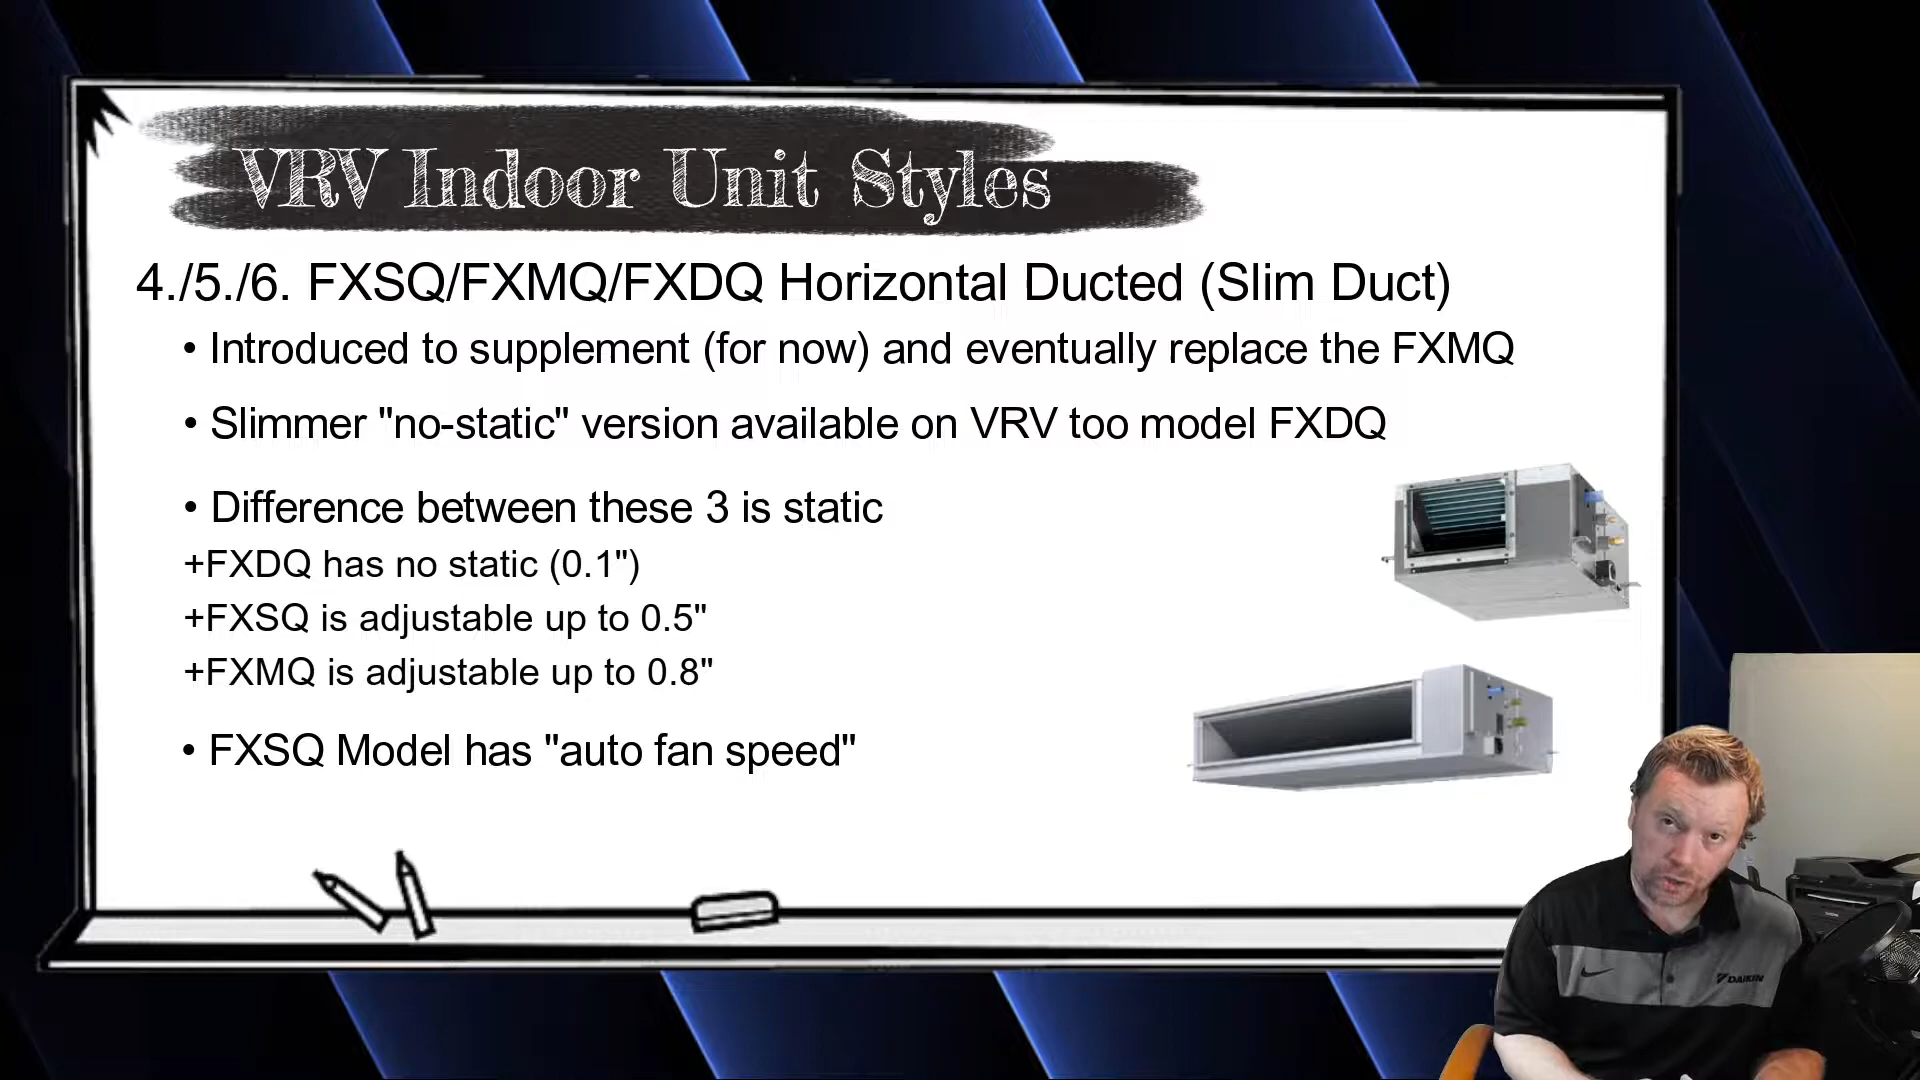 VRV Indoor Unit Styles
4./5./6. FXSQ/FXMQ/FXDQ Horizontal Ducted (Slim Duct)
• Introduced to supplement (for now) and eventually replace the FXMQ
• Slimmer "no-static" version available on VRV too model FXDQ
• Difference between these 3 is static
+FXDQ has no static (0.1")
+FXSQ is adjustable up to 0.5"
+FXMQ is adjustable up to 0.8"
• FXSQ Model has "auto fan speed"
DAIKIN